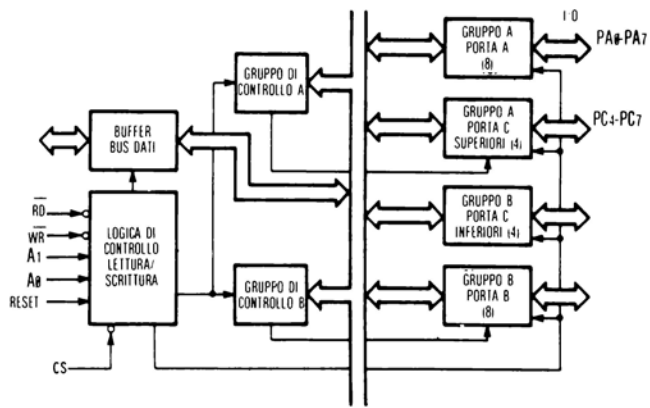 I/O
GRUPPO A
PORTA A
(8)
PA0-PA7
GRUPPO DI
CONTROLLO A
GRUPPO A
PORTA C
SUPERIORI (4)
PC4-PC7
BUFFER
BUS DATI
GRUPPO B
PORTA C
INFERIORI (4)
RD
WR
A1
A0
RESET
LOGICA DI
CONTROLLO
LETTURA/
SCRITTURA
GRUPPO DI
CONTROLLO B
GRUPPO B
PORTA B
(8)
CS